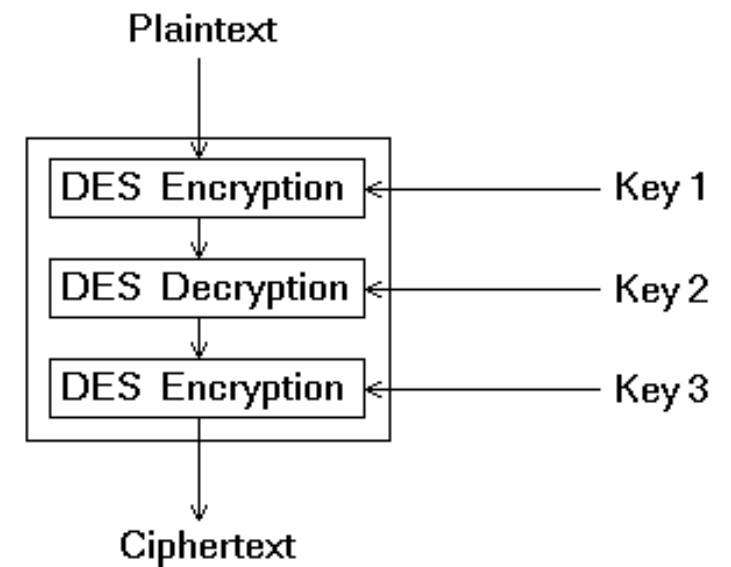 Plaintext
DES Encryption
Key 1
DES Decryption
Key 2
DES Encryption
Key 3
Ciphertext